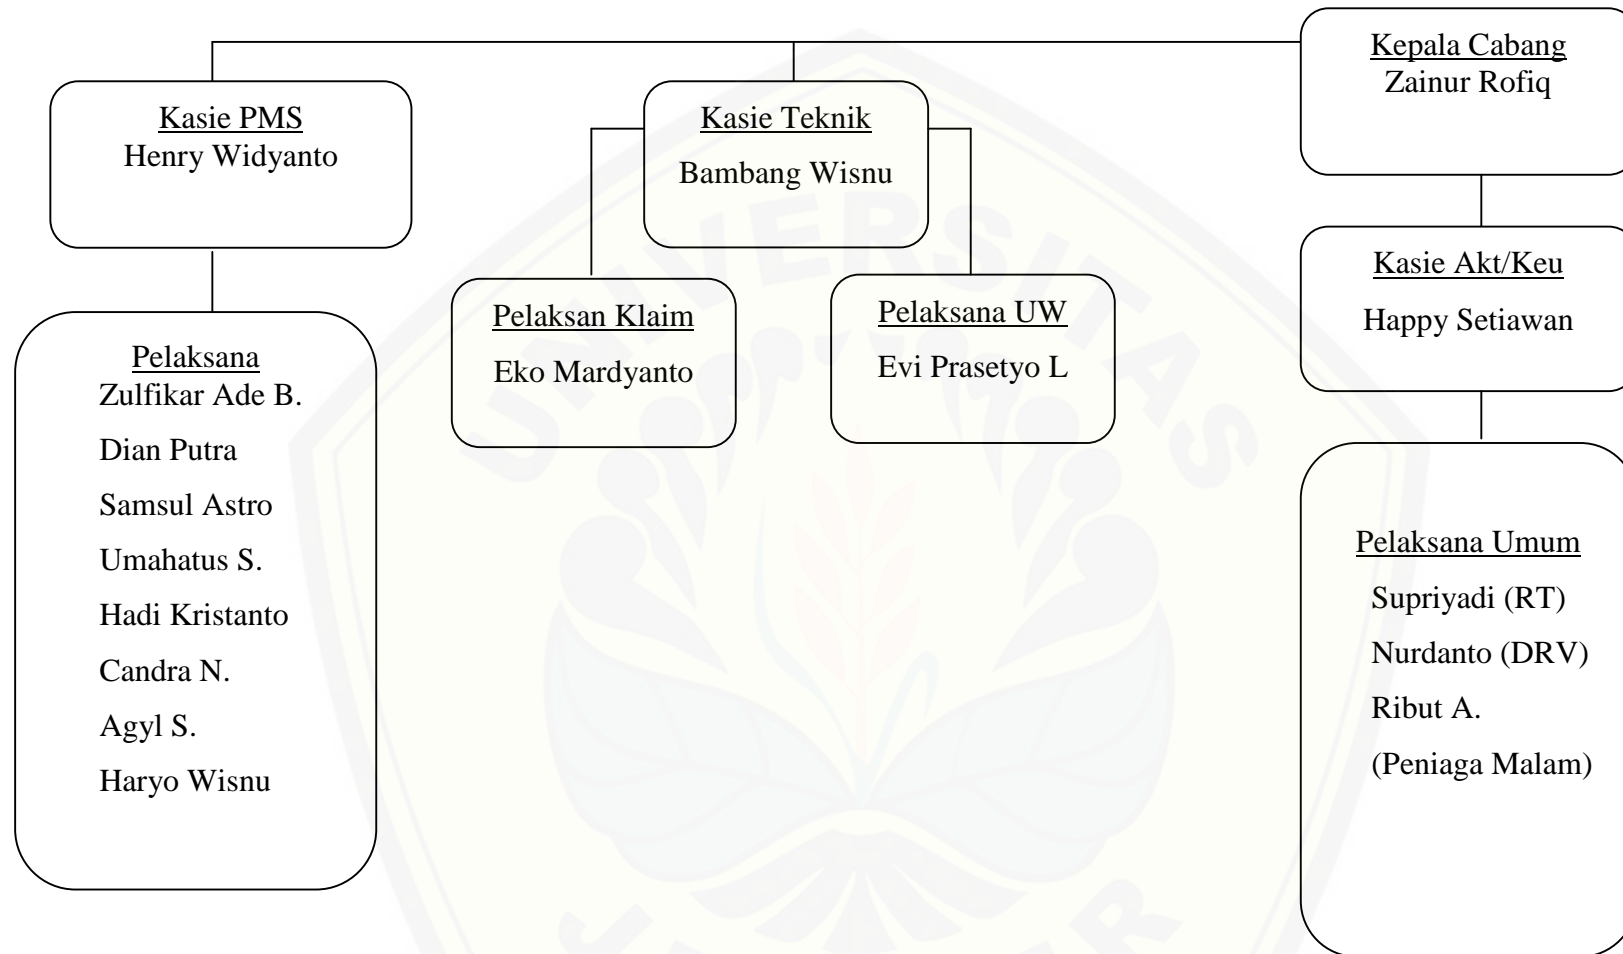 Kepala Cabang
Zainur Rofiq
Kasie PMS
Henry Widyanto
Kasie Teknik
Bambang Wisnu
Kasie Akt/Keu
Happy Setiawan
Pelaksan Klaim
Eko Mardyanto
Pelaksana UW
Evi Prasetyo L
Pelaksana
Zulfikar Ade B.
Dian Putra
Samsul Astro
Umahatus S.
Hadi Kristanto
Candra N.
Agyl S.
Haryo Wisnu
Pelaksana Umum
Supriyadi (RT)
Nurdanto (DRV)
Ribut A.
(Peniaga Malam)
UNIVERSITAS